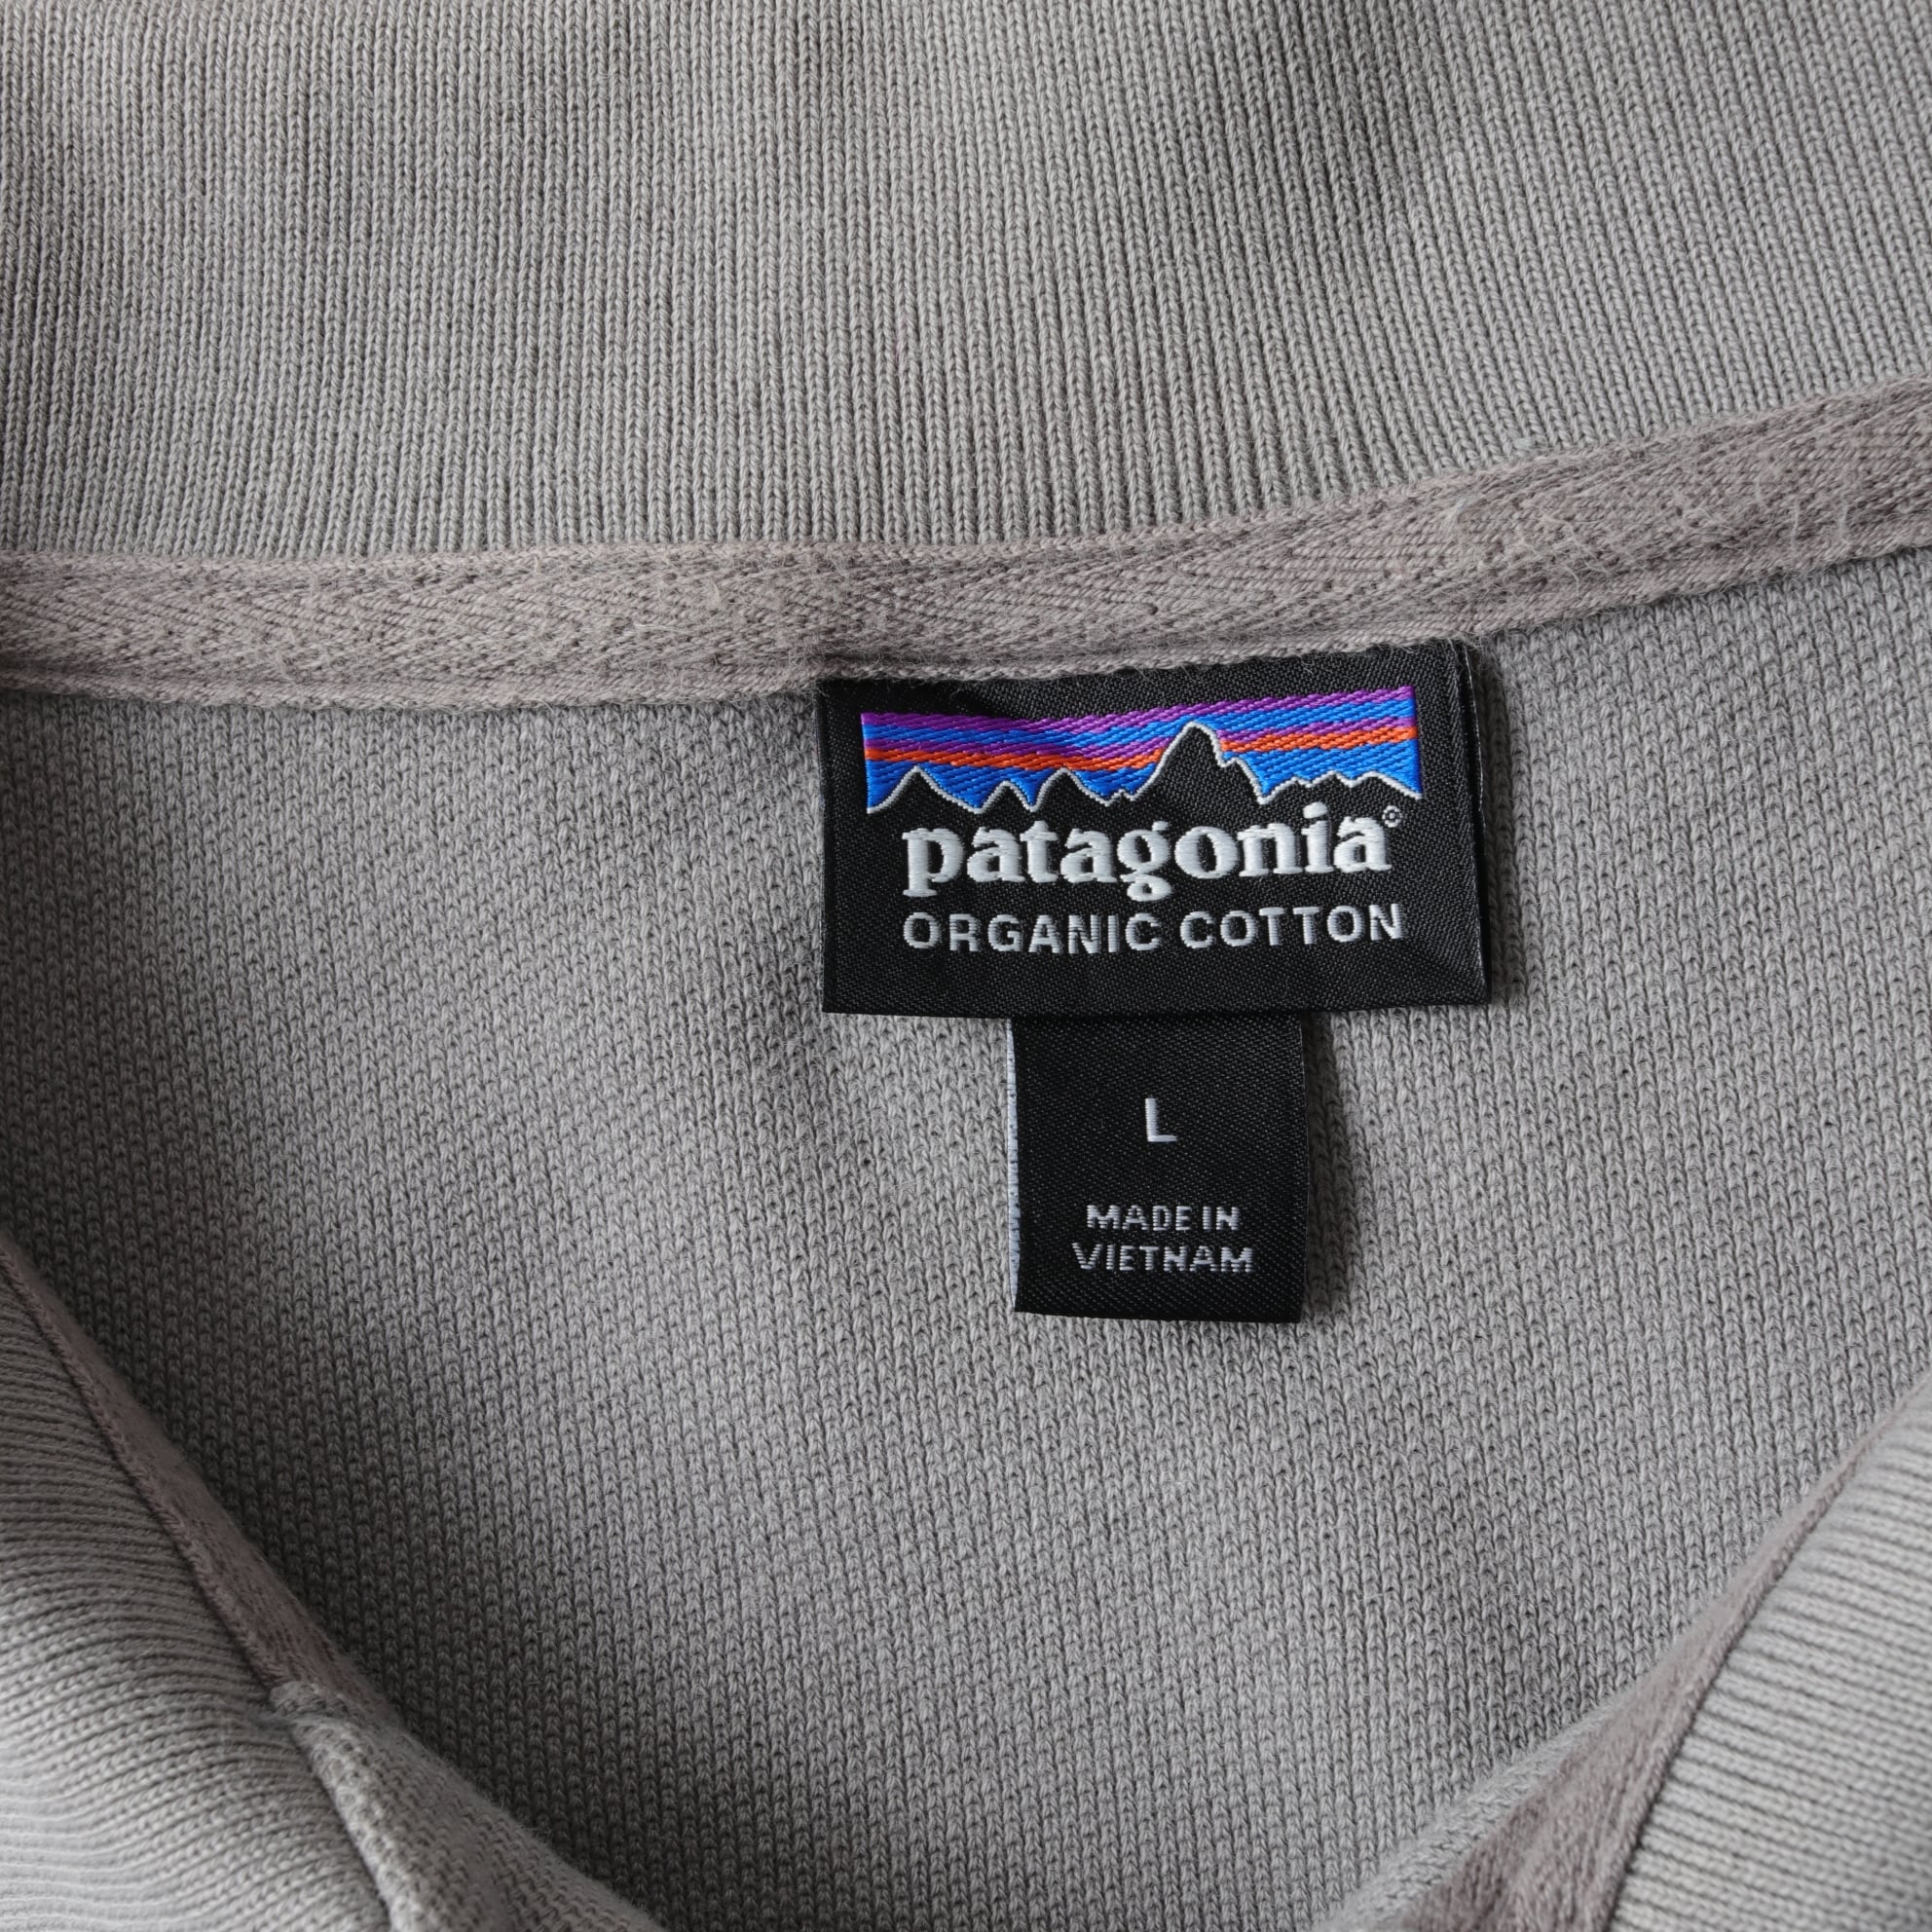 patagonia®
ORGANIC COTTON
L
MADE IN
VIETNAM